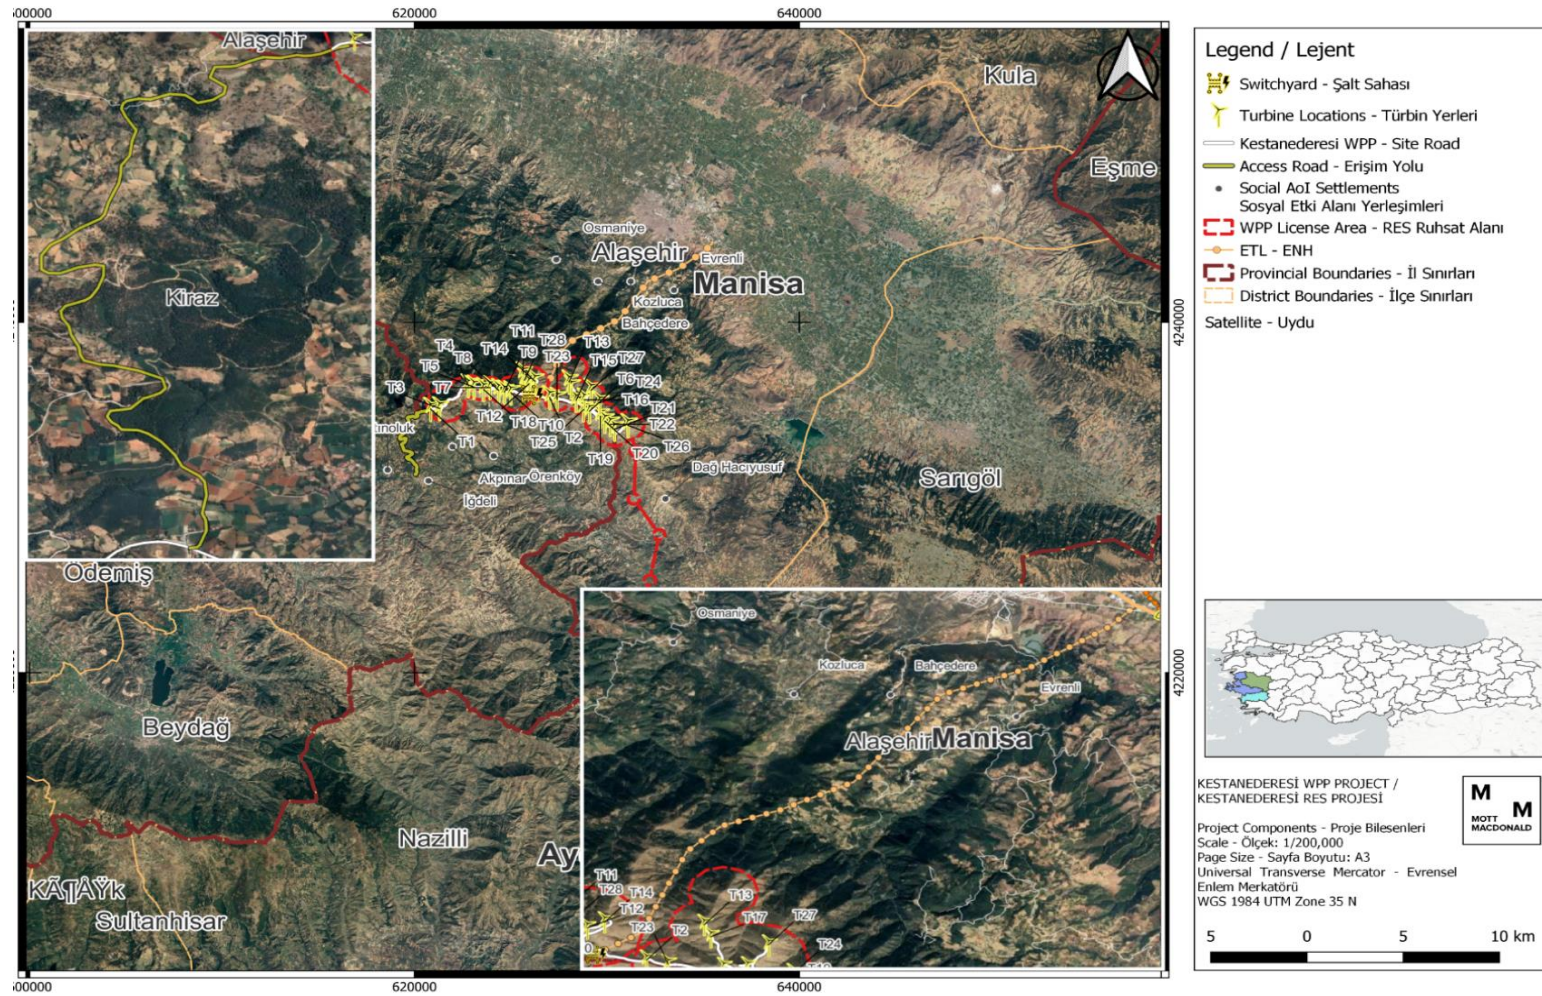 600000
620000
640000
Alaşehir
Kiraz
Kula
Eşme
Osmaniye
Alaşehir
Evrenli
Manisa
Kozluca
Bahçedere
T11
T4
T28
T13
T8
T14
T9
T23
T15
T27
T5
T3
T7
T6
T24
T12
T18
T10
T16
T21
T22
T1
T25
T2
T19
T20
T26
Dağ Hacıyusuf
Akpınar
Örenköy
İğdeli
Sarıgöl
4240000
4220000
Ödemiş
Beydağ
Nazilli
KÃ¶ÅŸk
Sultanhisar
Osmaniye
Kozluca
Bahçedere
Evrenli
Alaşehir
Manisa
T11
T28
T14
T13
T12
T17
T27
T23
T2
T24
600000
620000
640000
Legend / Lejent
Switchyard - Şalt Sahası
Turbine Locations - Türbin Yerleri
Kestanederesi WPP - Site Road
Access Road - Erişim Yolu
Social AoI Settlements
Sosyal Etki Alanı Yerleşimleri
WPP License Area - RES Ruhsat Alanı
ETL - ENH
Provincial Boundaries - İl Sınırları
District Boundaries - İlçe Sınırları
Satellite - Uydu
KESTANEDERESİ WPP PROJECT /
KESTANEDERESİ RES PROJESİ
M
M
MOTT
MACDONALD
Project Components - Proje Bilesenleri
Scale - Ölçek: 1/200,000
Page Size - Sayfa Boyutu: A3
Universal Transverse Mercator - Evrensel
Enlem Merkatörü
WGS 1984 UTM Zone 35 N
5 0 5 10 km